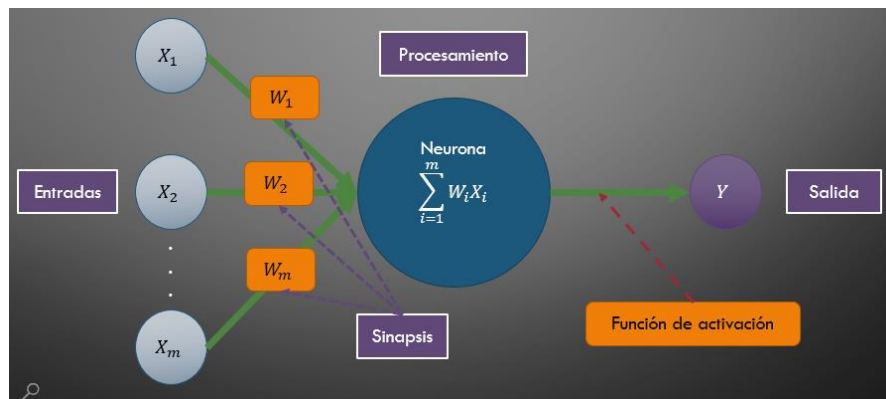 Procesamiento
Entradas
X₁
X₂
.
.
.
Xₘ
W₁
W₂
Wₘ
Sinapsis
Neurona
m
∑ WᵢXᵢ
i=1
Función de activación
Y
Salida